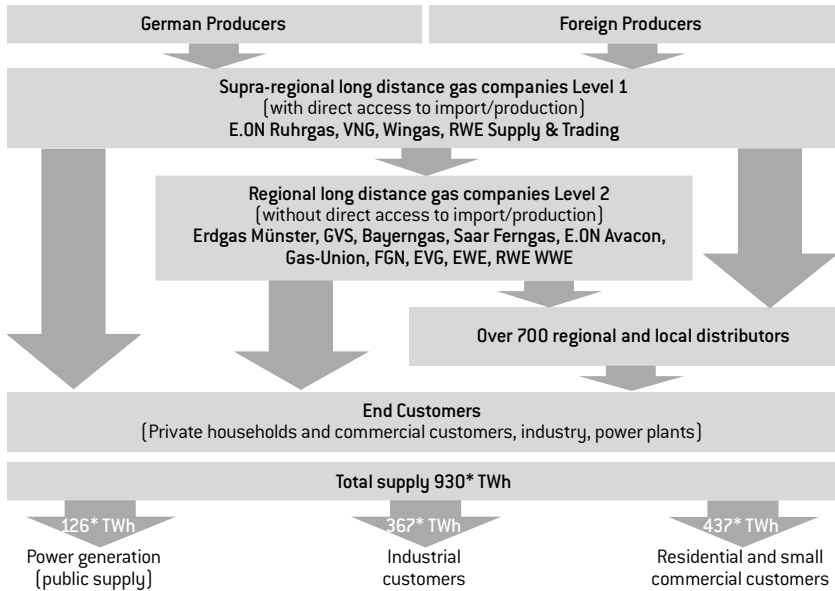 German Producers
Foreign Producers
Supra-regional long distance gas companies Level 1
(with direct access to import/production)
E.ON Ruhrgas, VNG, Wingas, RWE Supply & Trading
Regional long distance gas companies Level 2
(without direct access to import/production)
Erdgas Münster, GVS, Bayerngas, Saar Ferngas, E.ON Avacon,
Gas-Union, FGN, EVG, EWE, RWE WWE
Over 700 regional and local distributors
End Customers
(Private households and commercial customers, industry, power plants)
Total supply 930* TWh
126* TWh
367* TWh
437* TWh
Power generation
(public supply)
Industrial
customers
Residential and small
commercial customers